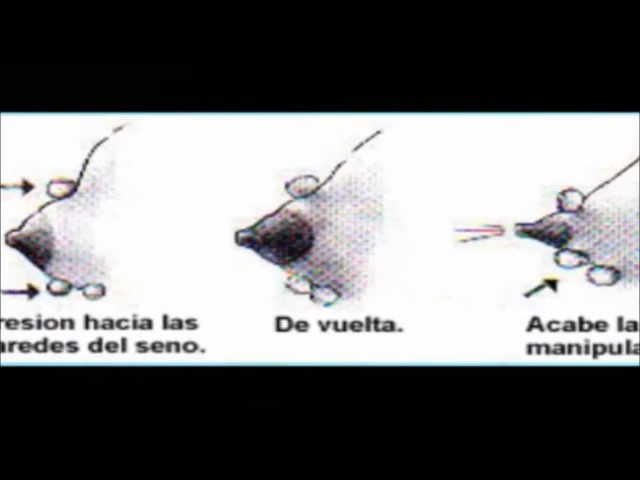 resion hacia las
aredes del seno.
De vuelta.
Acabe la
manipula